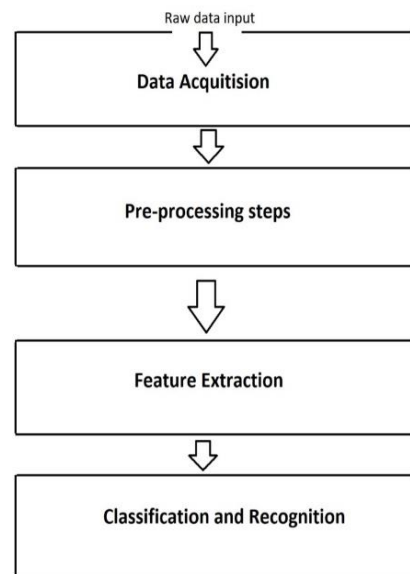 Raw data input
Data Acquitision
Pre-processing steps
Feature Extraction
Classification and Recognition